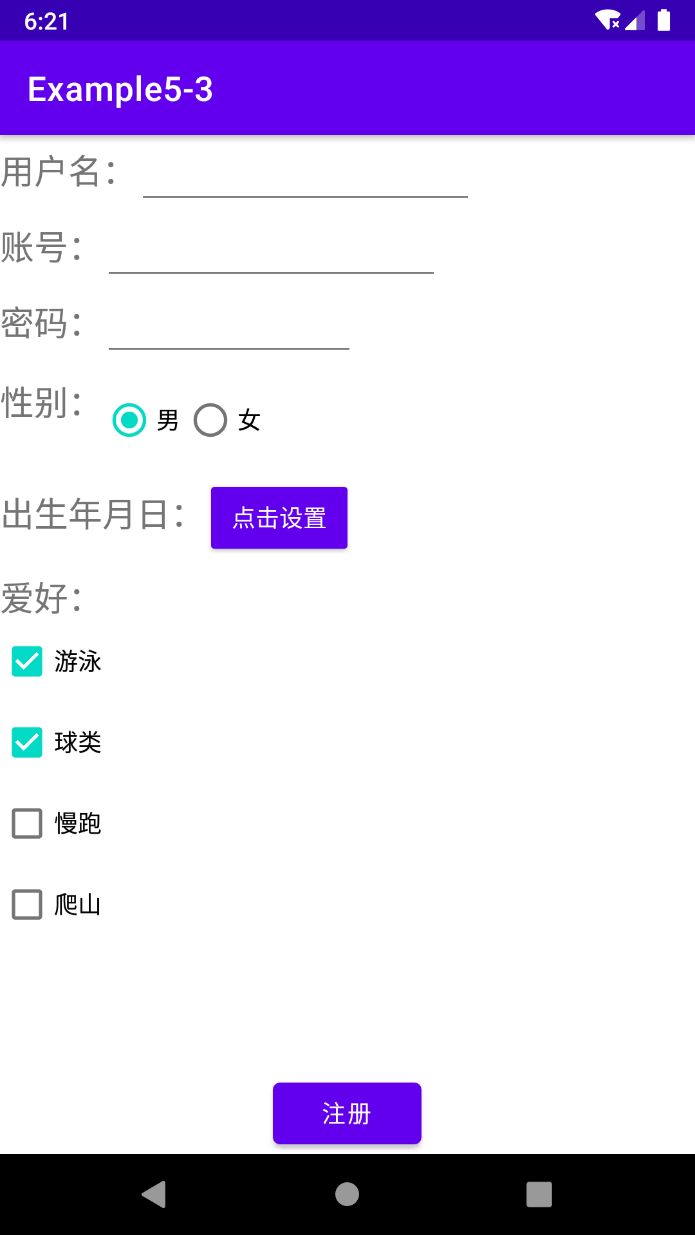 6:21
Example5-3
用户名：
账号：
密码：
性别： 男 女
出生年月日： 点击设置
爱好：
游泳
球类
慢跑
爬山
注册